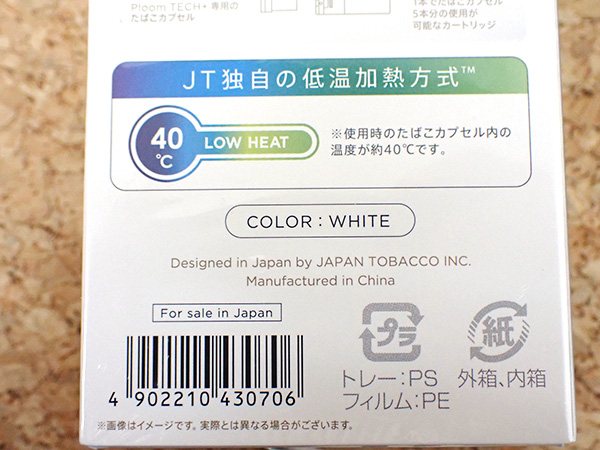 Ploom TECH+ 専用の
たばこカプセル
1本でたばこカプセル
5本分の使用が
可能なカートリッジ
JT独自の低温加熱方式™
40
℃
LOW HEAT
※使用時のたばこカプセル内の
温度が約40℃です。
COLOR : WHITE
Designed in Japan by JAPAN TOBACCO INC.
Manufactured in China
For sale in Japan
プラ
紙
トレー:PS
フィルム:PE
外箱、内箱
4 902210 430706
※画像はイメージです。実際とは異なる場合がございます。